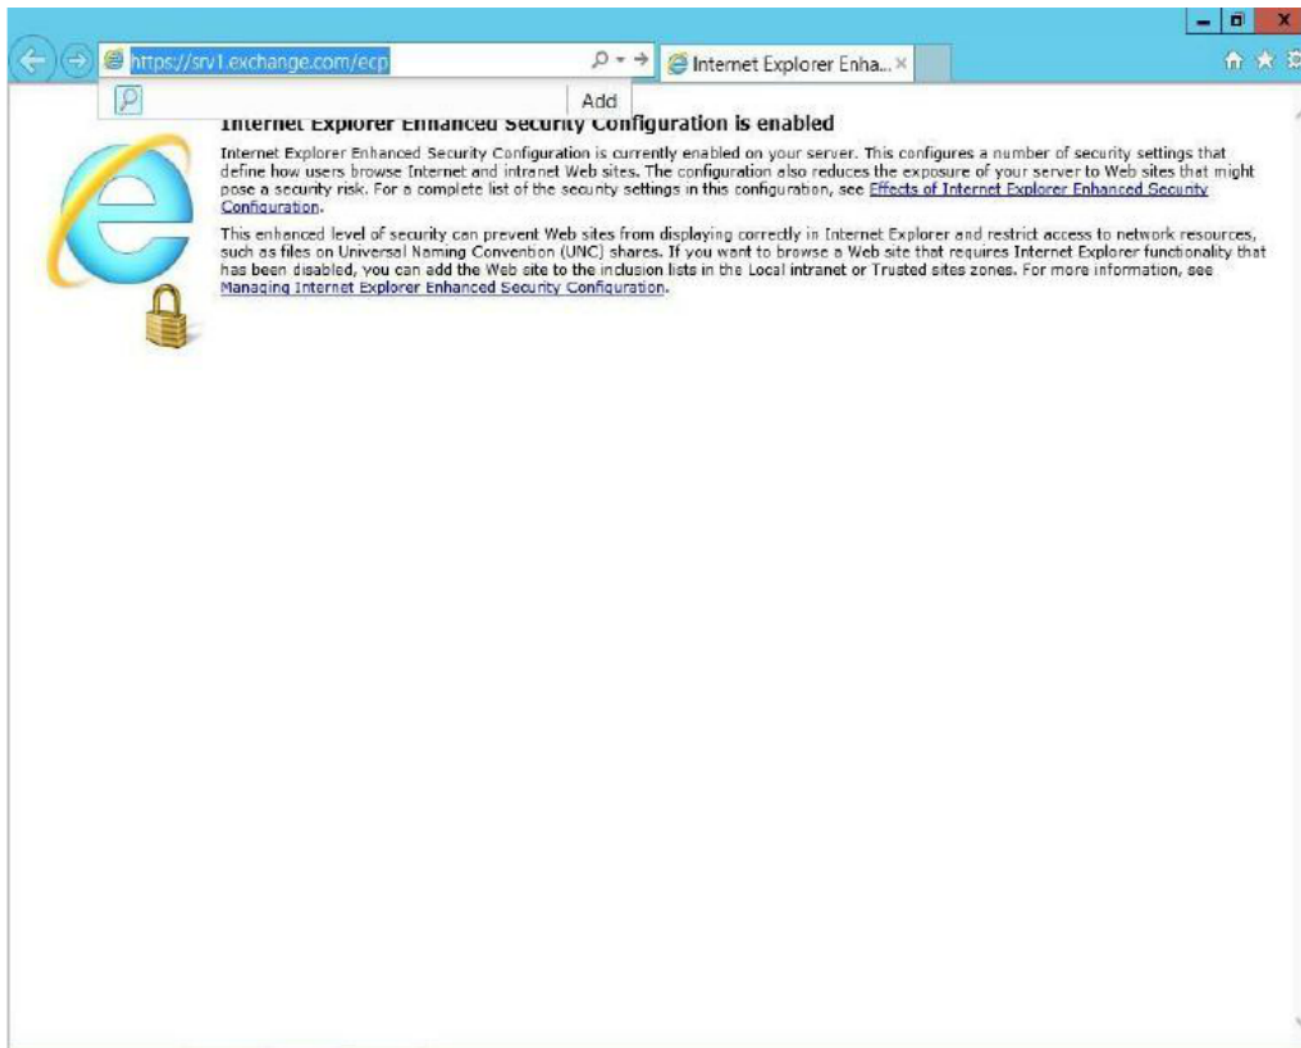 https://srv1.exchange.com/ecp
Internet Explorer Enha...
Add
Internet Explorer Enhanced Security Configuration is enabled
Internet Explorer Enhanced Security Configuration is currently enabled on your server. This configures a number of security settings that
define how users browse Internet and intranet Web sites. The configuration also reduces the exposure of your server to Web sites that might
pose a security risk. For a complete list of the security settings in this configuration, see Effects of Internet Explorer Enhanced Security
Configuration.
This enhanced level of security can prevent Web sites from displaying correctly in Internet Explorer and restrict access to network resources,
such as files on Universal Naming Convention (UNC) shares. If you want to browse a Web site that requires Internet Explorer functionality that
has been disabled, you can add the Web site to the inclusion lists in the Local intranet or Trusted sites zones. For more information, see
Managing Internet Explorer Enhanced Security Configuration.